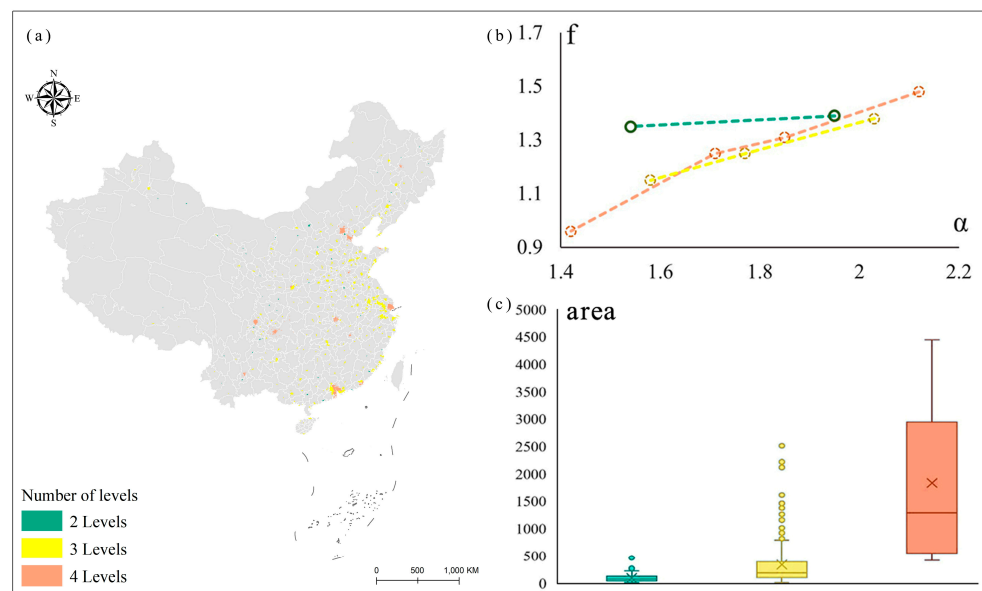 (a)
N
W E
S
Number of levels
2 Levels
3 Levels
4 Levels
0 500 1,000 KM
(b)
f
1.7
1.5
1.3
1.1
0.9
α
1.4 1.6 1.8 2 2.2
(c)
area
5000
4500
4000
3500
3000
2500
2000
1500
1000
500
0